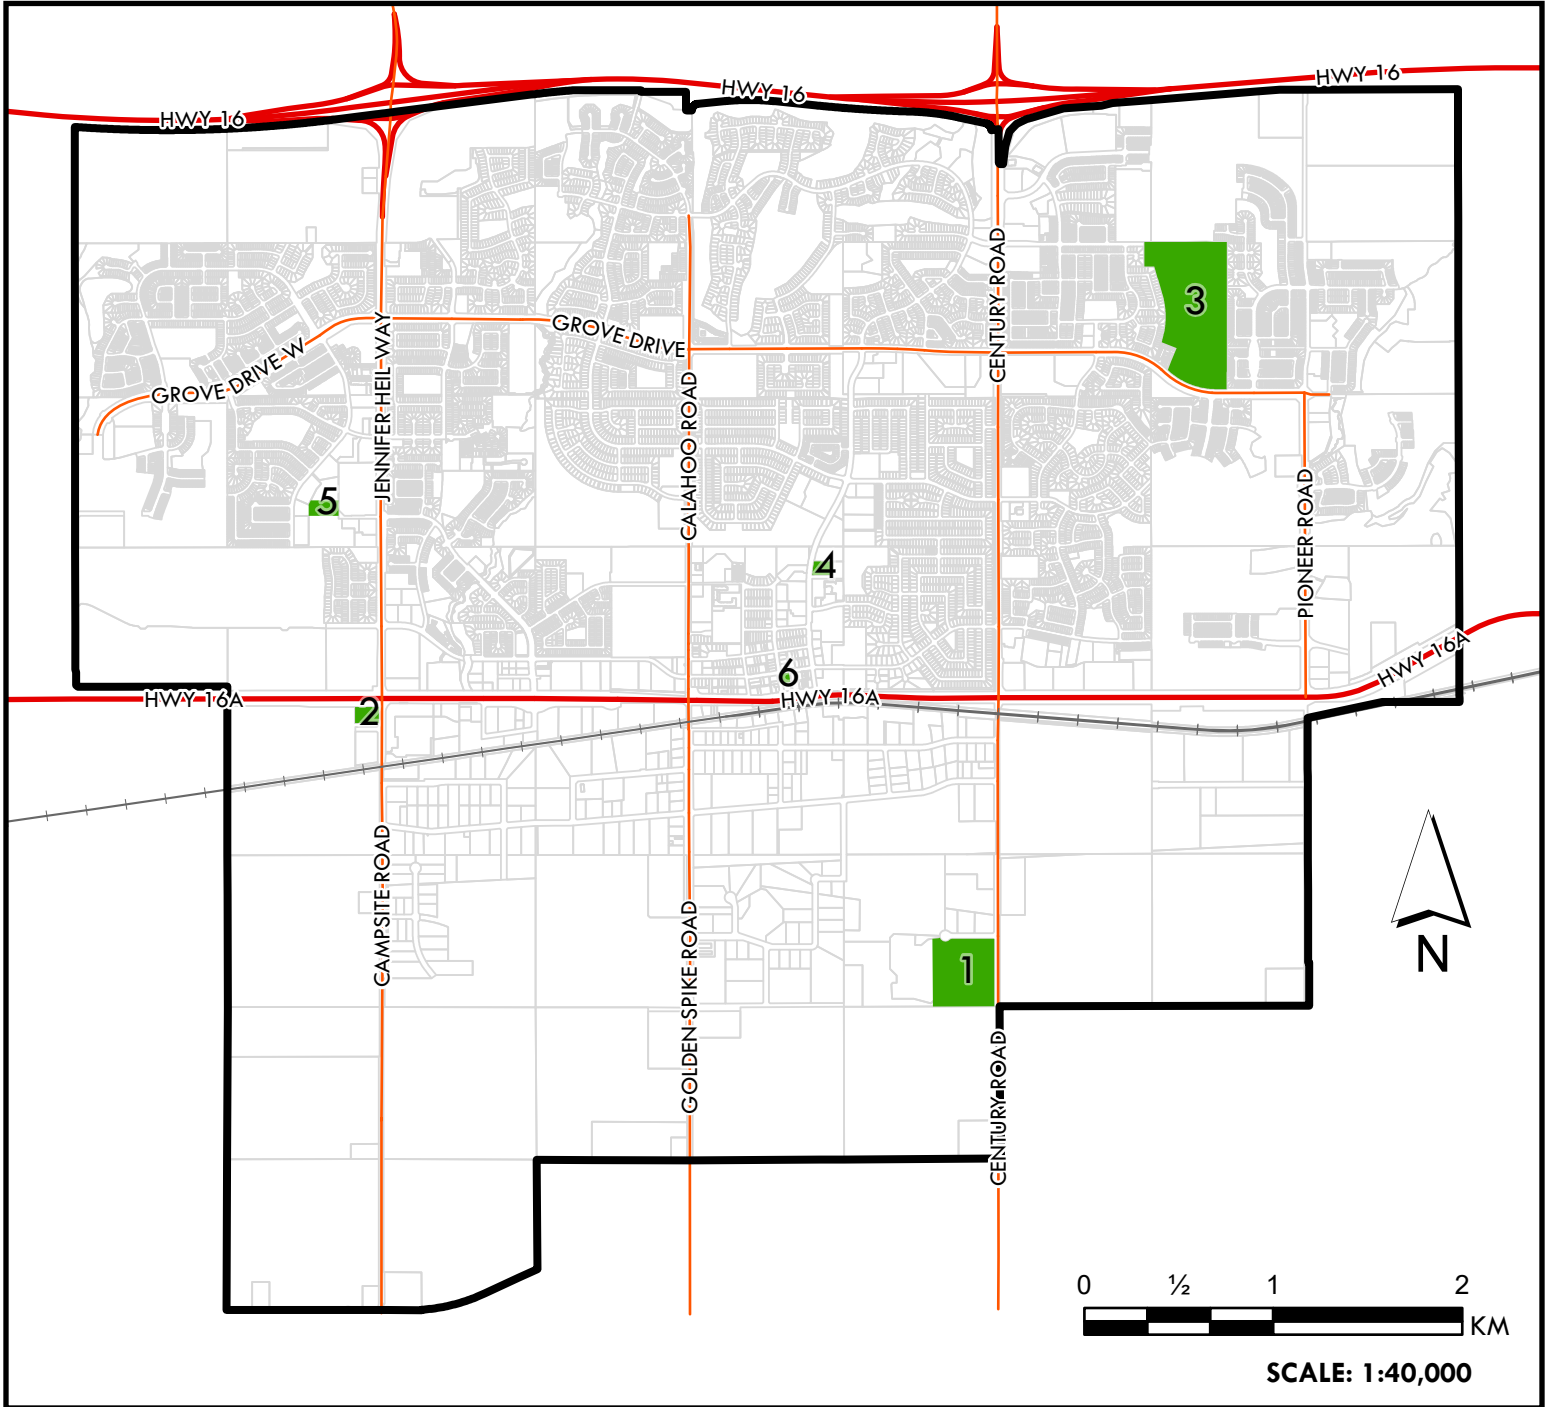 HWY 16
HWY 16
HWY 16
GROVE DRIVE W
JENNIFER HEIL WAY
GROVE DRIVE
CALAHOO ROAD
CENTURY ROAD
3
5
4
PIONEER ROAD
6
2
HWY 16A
HWY 16A
HWY 16A
CAMPSITE ROAD
GOLDEN SPIKE ROAD
1
CENTURY ROAD
N
0 ½ 1 2
KM
SCALE: 1:40,000